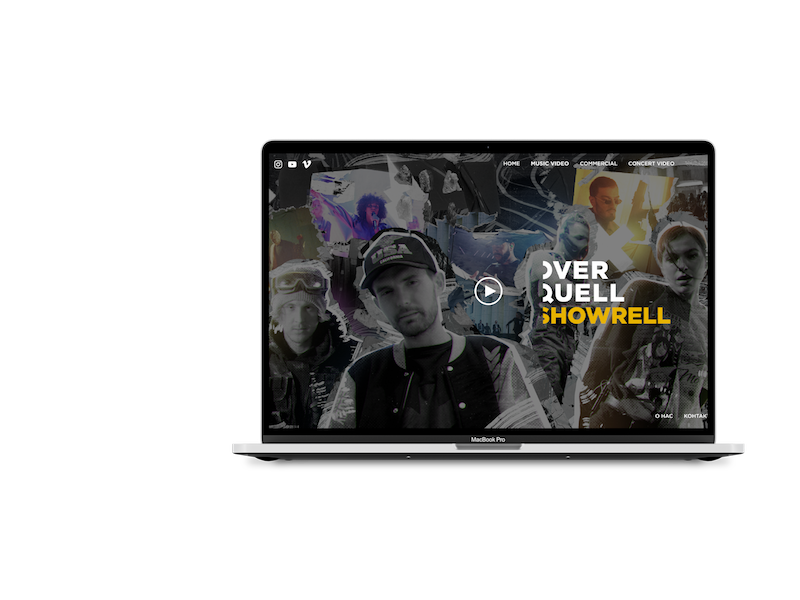 HOME MUSIC VIDEO COMMERCIAL CONCERT VIDEO
USA
OVER
QUELL
SHOWRELL
О НАС КОНТАК
MacBook Pro